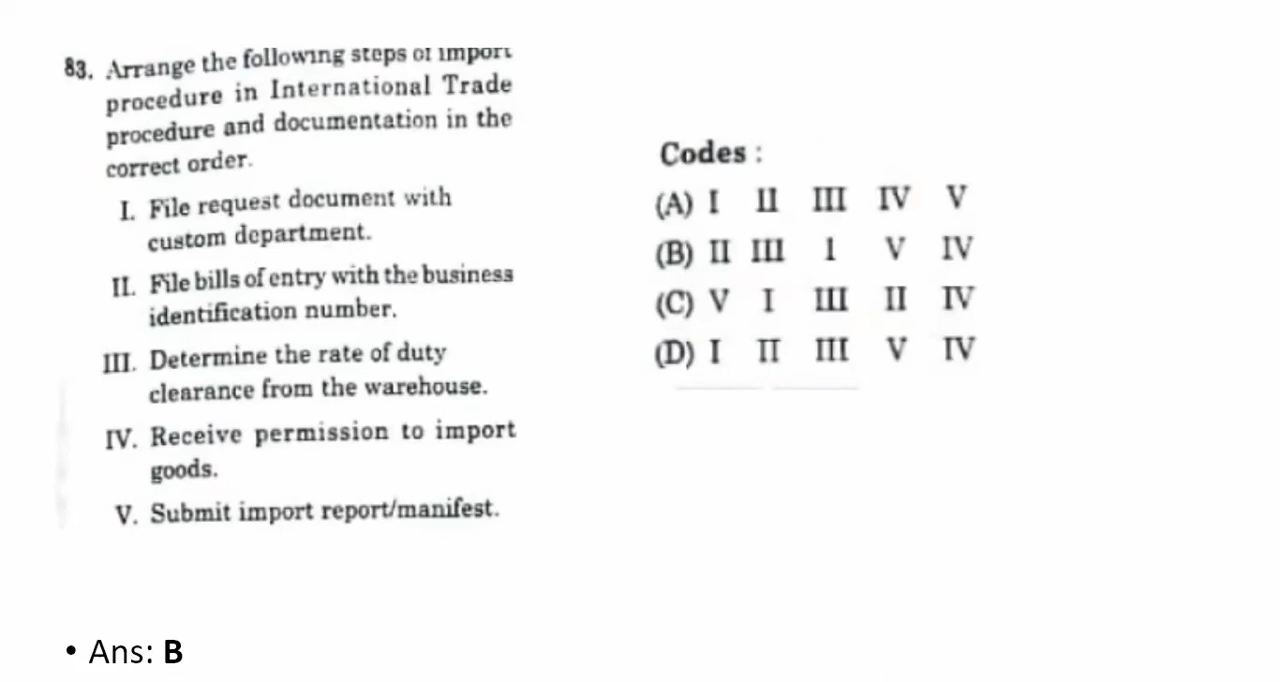 83. Arrange the following steps of import
procedure in International Trade
procedure and documentation in the
correct order.
I. File request document with
custom department.
II. File bills of entry with the business
identification number.
III. Determine the rate of duty
clearance from the warehouse.
IV. Receive permission to import
goods.
V. Submit import report/manifest.
Codes :
(A) I II III IV V
(B) II III I V IV
(C) V I III II IV
(D) I II III V IV
• Ans: B